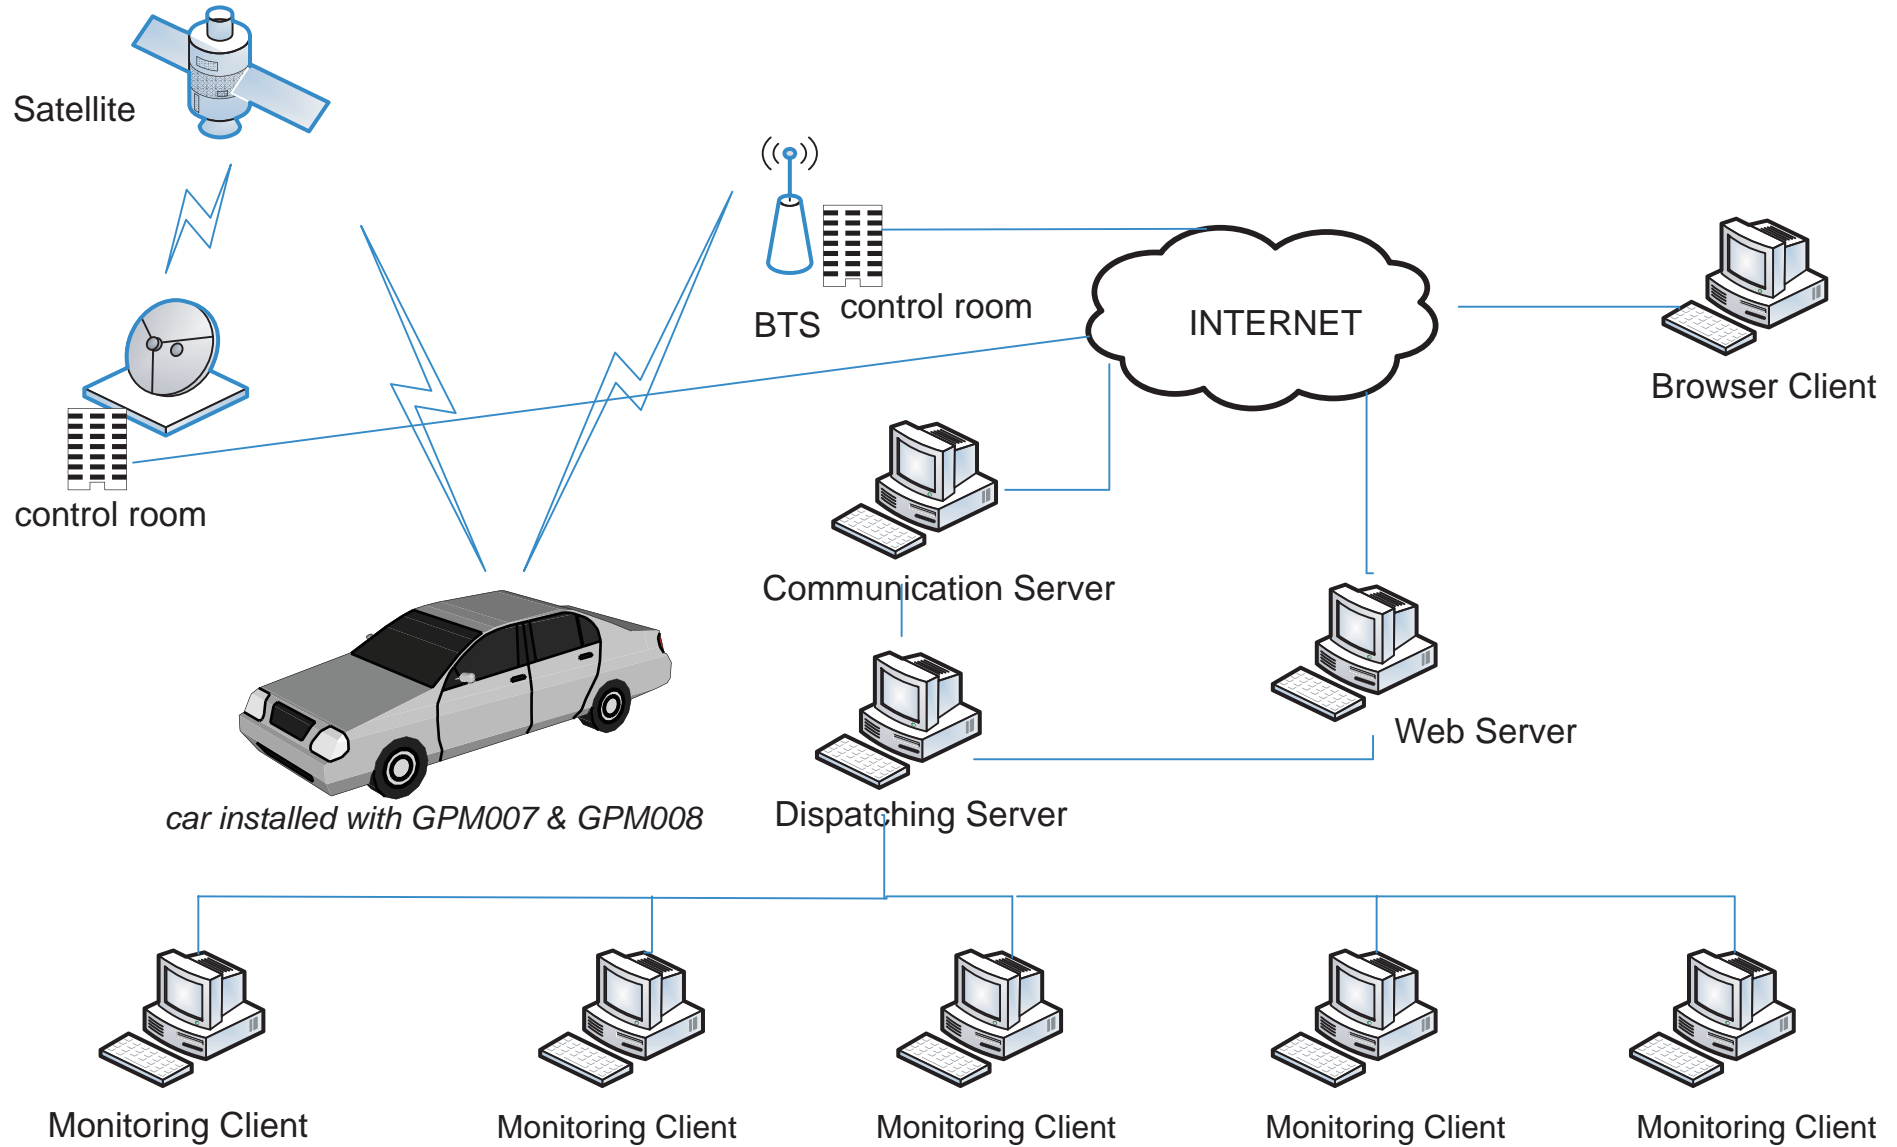 Satellite
BTS
control room
INTERNET
Browser Client
control room
Communication Server
Web Server
car installed with GPM007 & GPM008
Dispatching Server
Monitoring Client
Monitoring Client
Monitoring Client
Monitoring Client
Monitoring Client